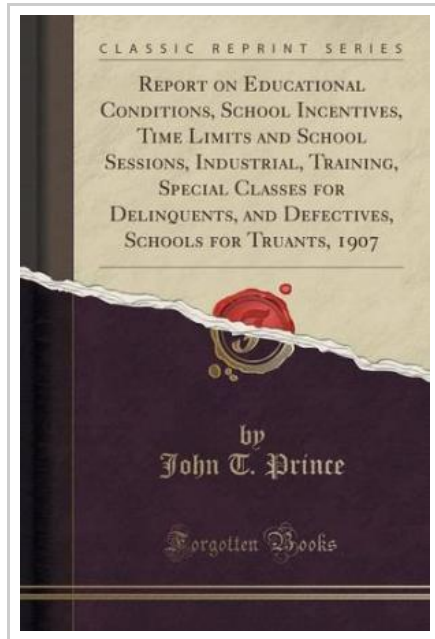 CLASSIC REPRINT SERIES
REPORT ON EDUCATIONAL
CONDITIONS, SCHOOL INCENTIVES,
TIME LIMITS AND SCHOOL
SESSIONS, INDUSTRIAL, TRAINING,
SPECIAL CLASSES FOR
DELINQUENTS, AND DEFECTIVES,
SCHOOLS FOR TRUANTS, 1907
by
John T. Prince
Forgotten Books